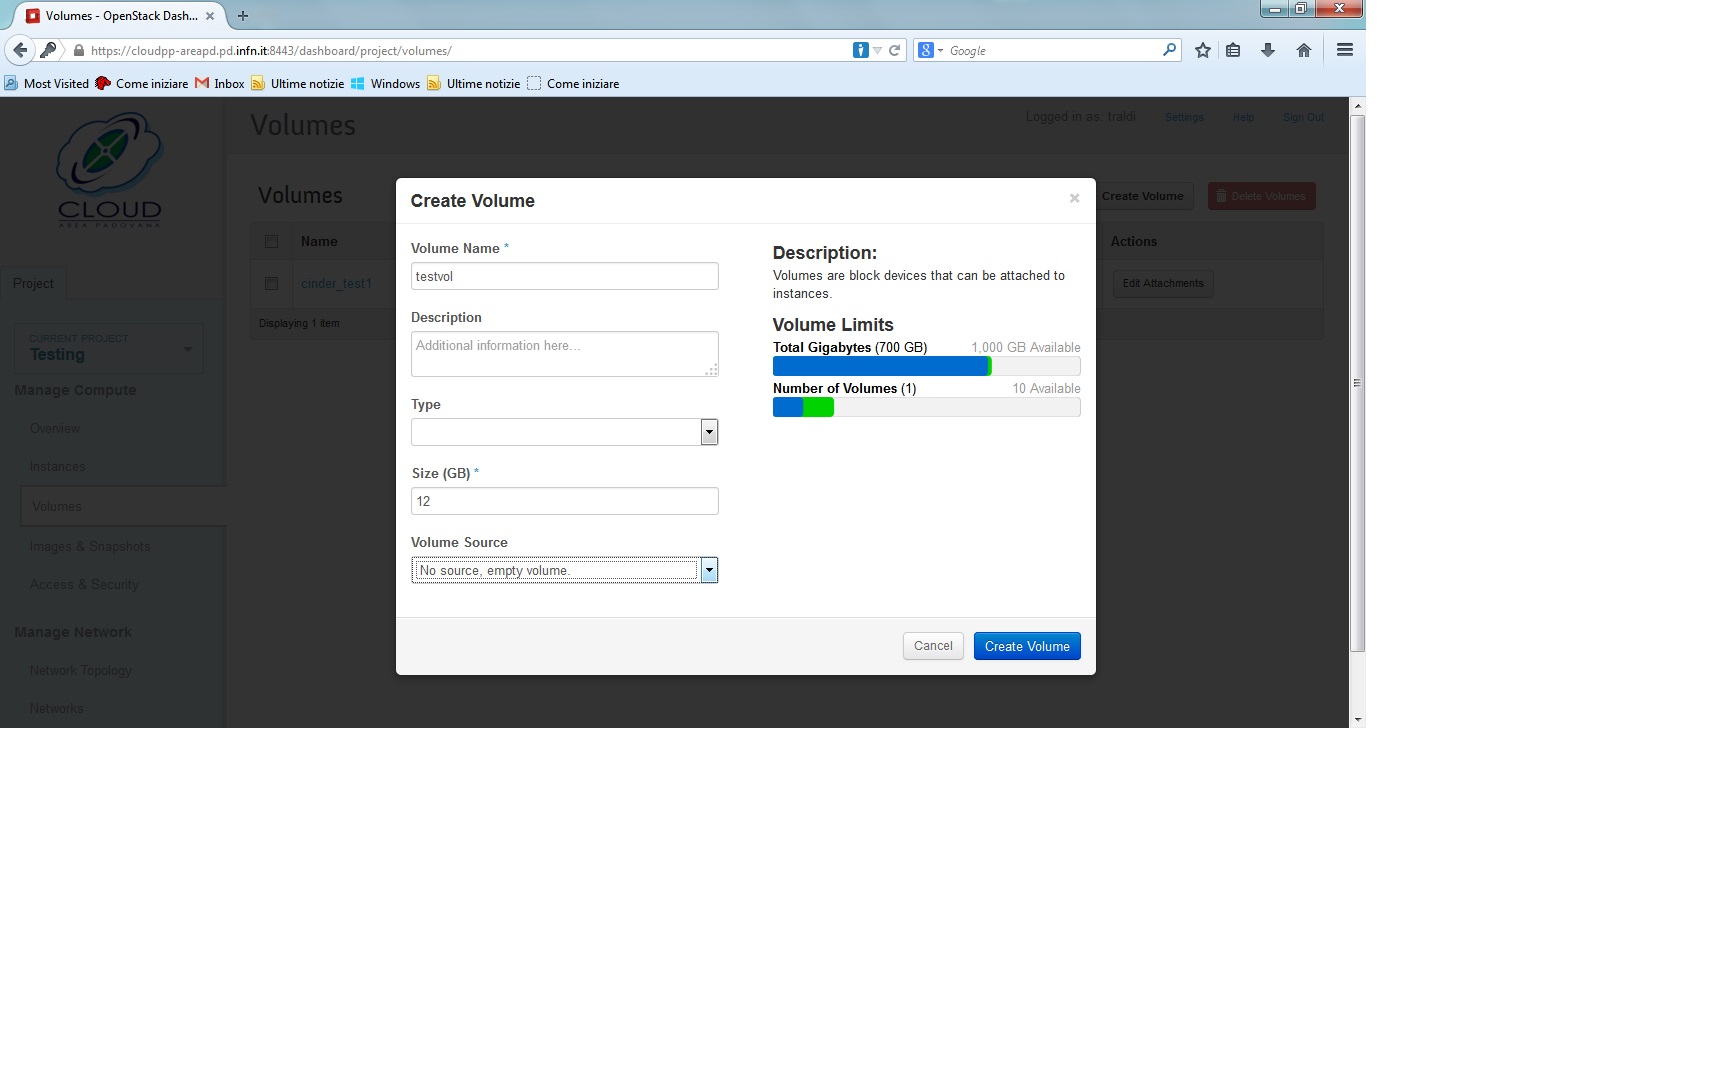 Volumes - OpenStack Dash...
https://cloudpp-areapd.pd.infn.it:8443/dashboard/project/volumes/
Google
Most Visited Come iniziare Inbox Ultime notizie Windows Ultime notizie Come iniziare
Volumes
Logged in as: traldi Settings Help Sign Out
CLOUD
AREA PADOVANA
Volumes
Create Volume Delete Volumes
Name Actions
cinder_test1 Edit Attachments
Displaying 1 item
Project
CURRENT PROJECT
Testing
Manage Compute
Overview
Instances
Volumes
Images & Snapshots
Access & Security
Manage Network
Network Topology
Networks
Create Volume ×
Volume Name *
testvol
Description
Additional information here...
Type
Size (GB) *
12
Volume Source
No source, empty volume.
Description:
Volumes are block devices that can be attached to
instances.
Volume Limits
Total Gigabytes (700 GB) 1,000 GB Available
Number of Volumes (1) 10 Available
Cancel Create Volume